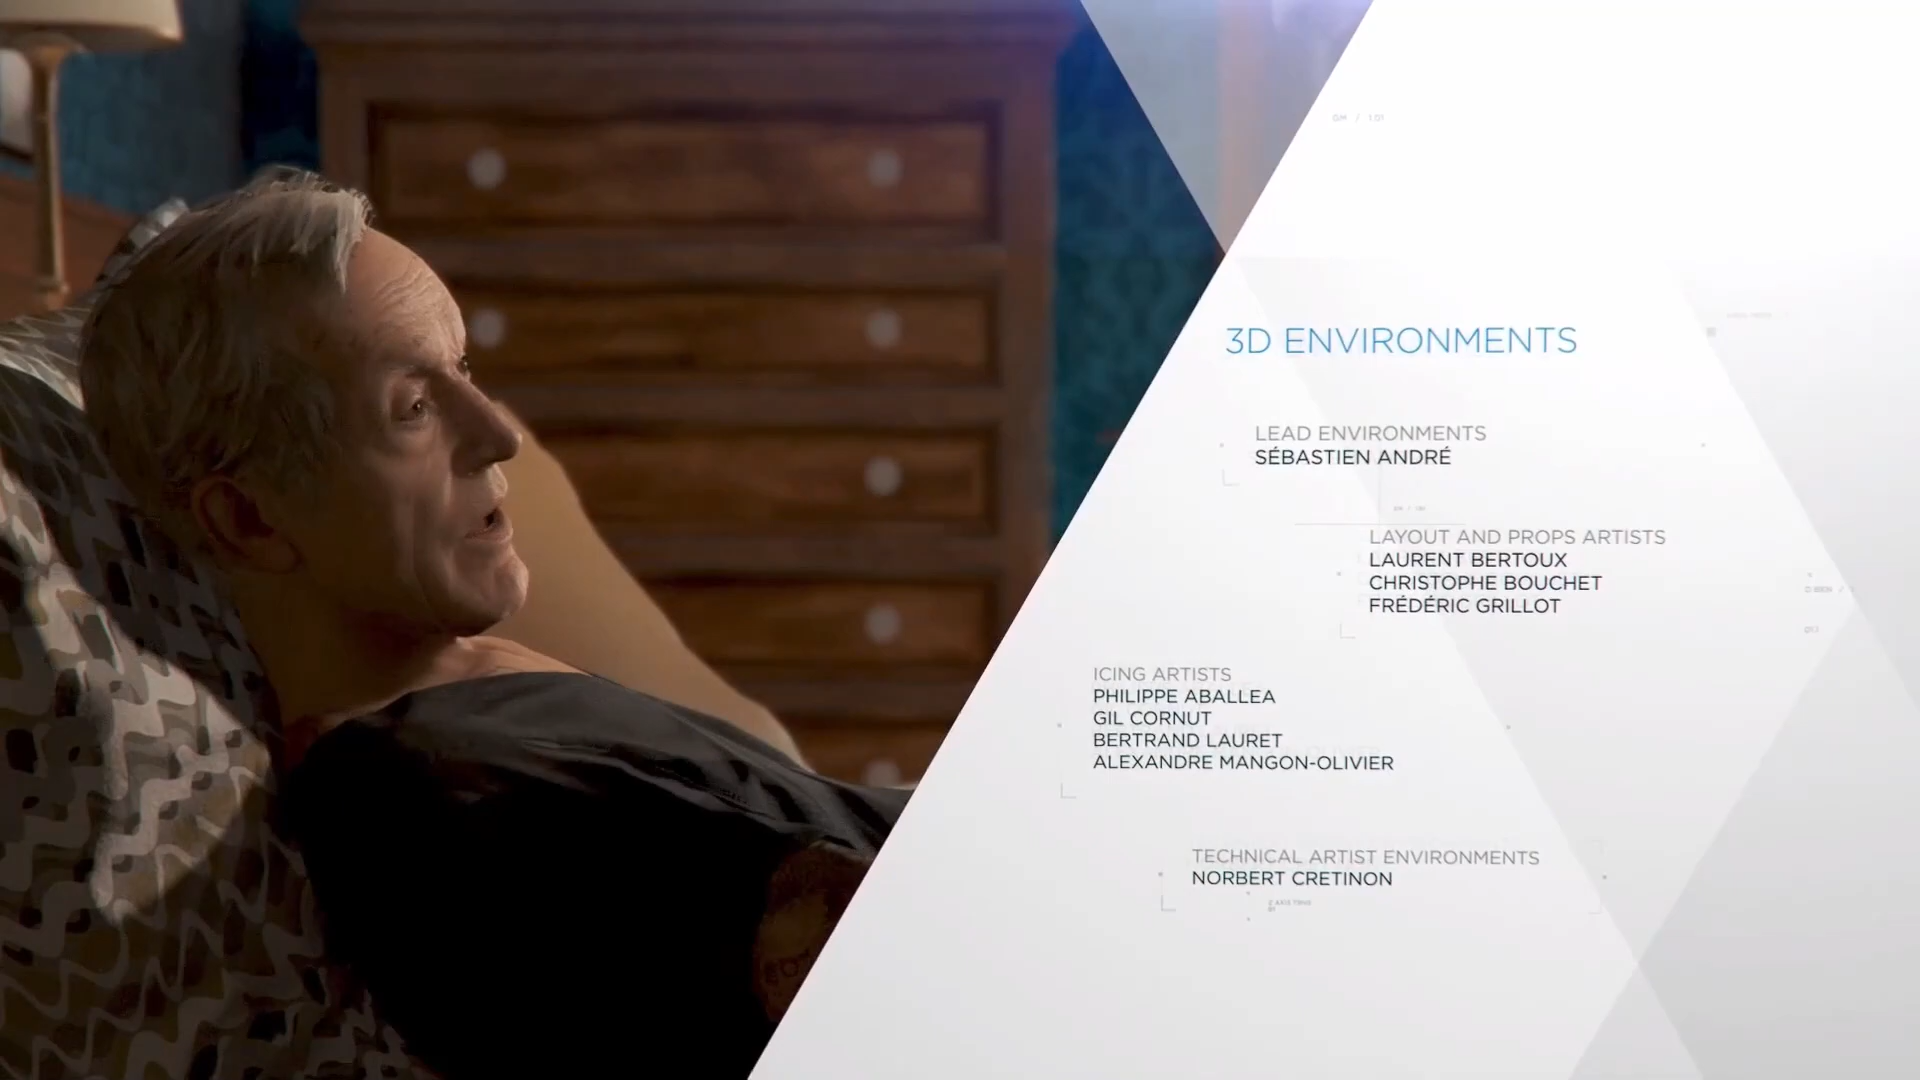 3D ENVIRONMENTS
LEAD ENVIRONMENTS
SÉBASTIEN ANDRÉ
LAYOUT AND PROPS ARTISTS
LAURENT BERTOUX
CHRISTOPHE BOUCHET
FRÉDÉRIC GRILLOT
ICING ARTISTS
PHILIPPE ABALLEA
GIL CORNUT
BERTRAND LAURET
ALEXANDRE MANGON-OLIVIER
TECHNICAL ARTIST ENVIRONMENTS
NORBERT CRETINON